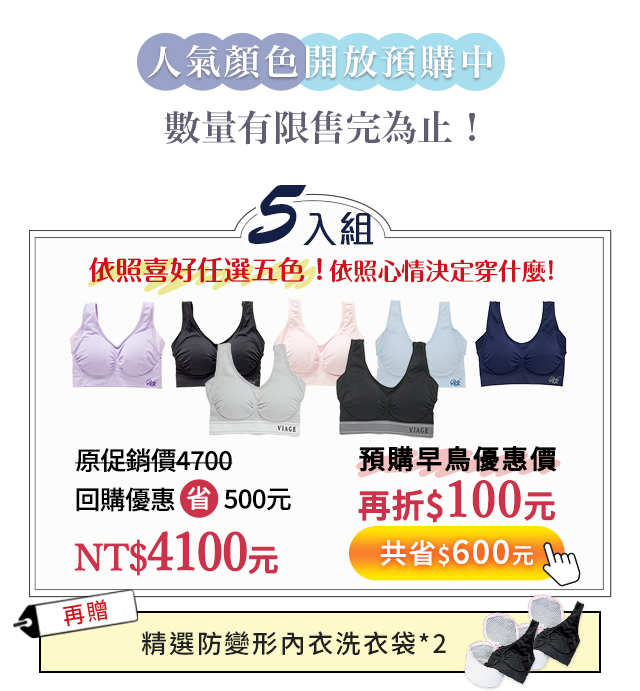 人氣顏色開放預購中
數量有限售完為止！
5入組
依照喜好任選五色！依照心情決定穿什麼!
VIAGE
VIAGE
原促銷價4700
回購優惠 省 500元
NT$4100元
預購早鳥優惠價
再折$100元
共省$600元
再贈
精選防變形內衣洗衣袋*2